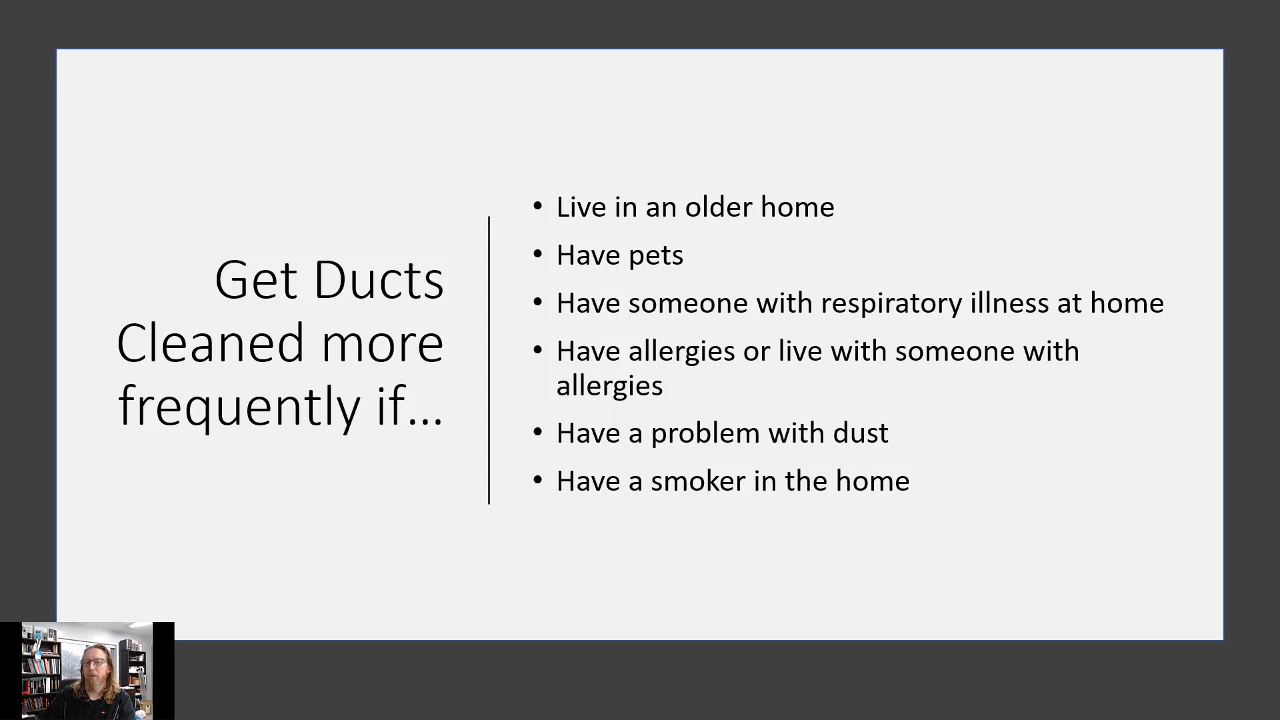 Get Ducts
Cleaned more
frequently if...
• Live in an older home
• Have pets
• Have someone with respiratory illness at home
• Have allergies or live with someone with
allergies
• Have a problem with dust
• Have a smoker in the home